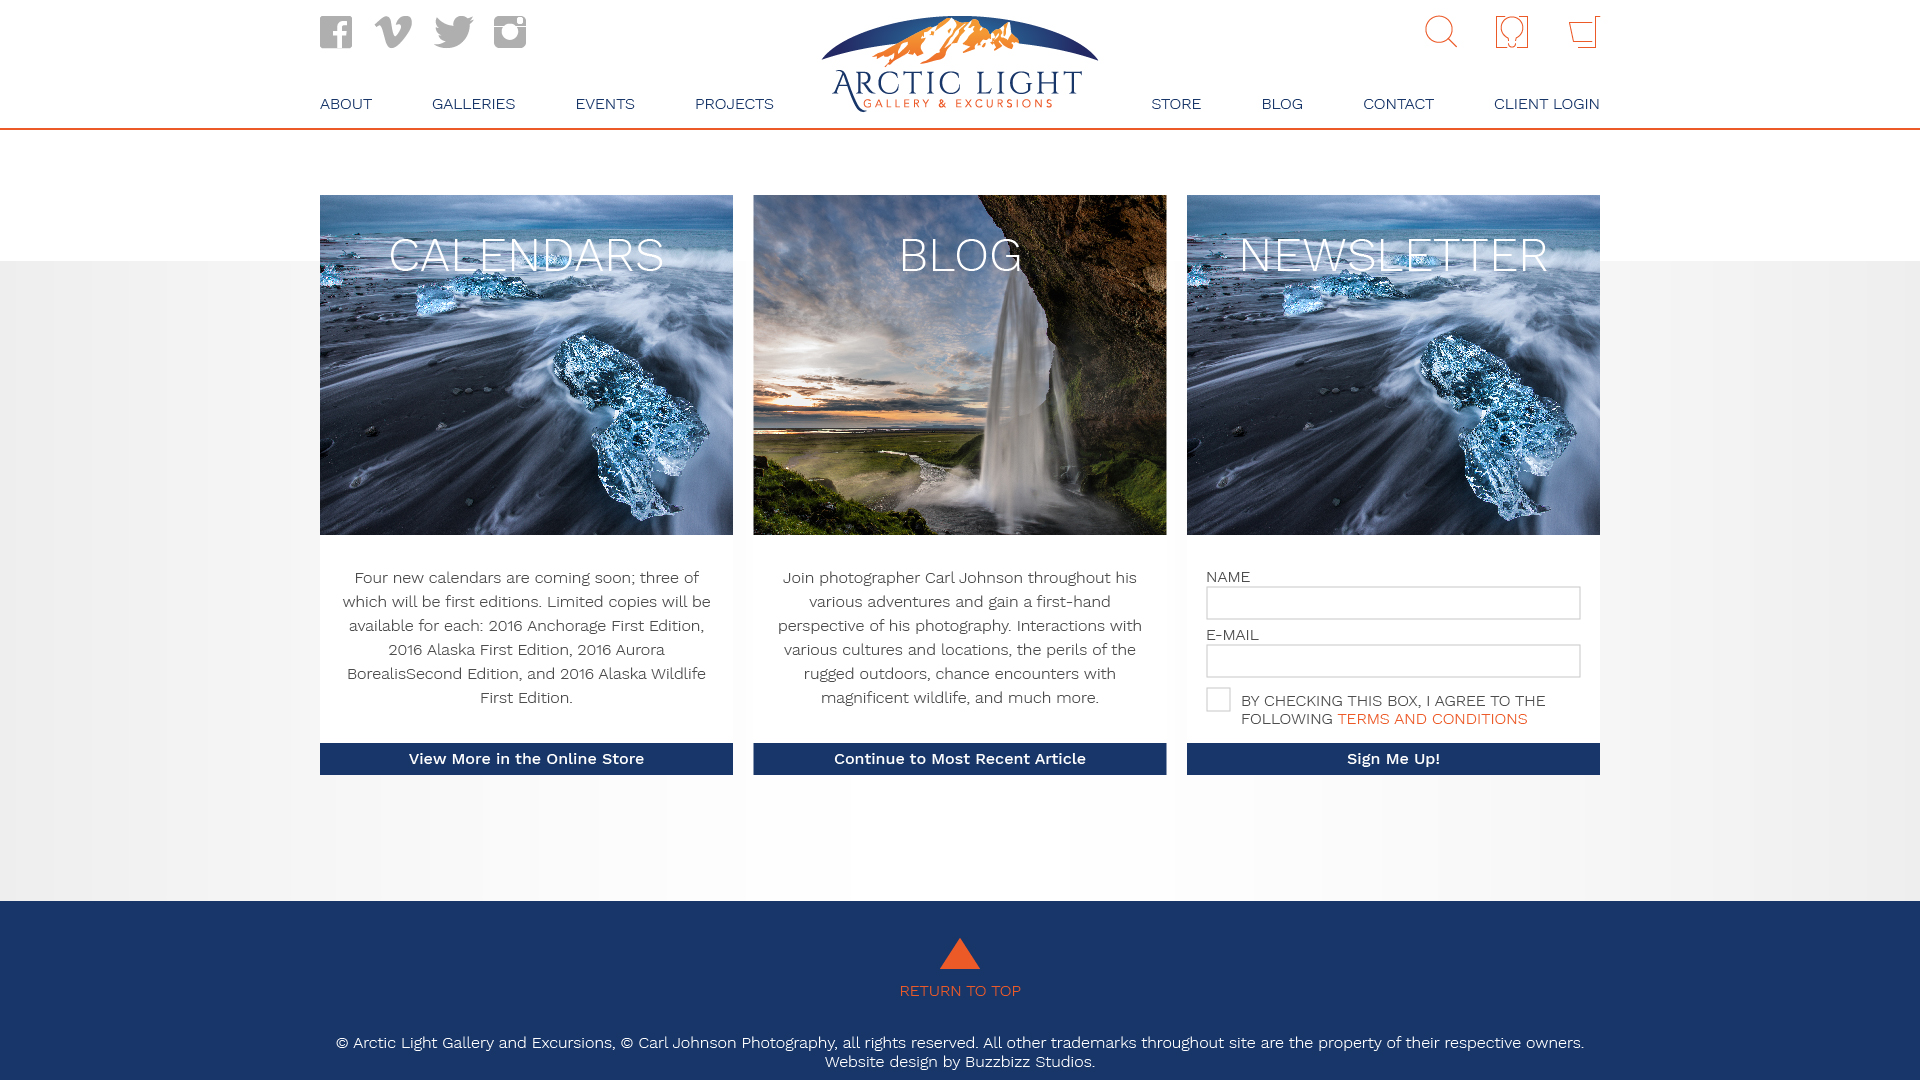 ARCTIC LIGHT
GALLERY & EXCURSIONS
ABOUT
GALLERIES
EVENTS
PROJECTS
STORE
BLOG
CONTACT
CLIENT LOGIN
CALENDARS
Four new calendars are coming soon; three of
which will be first editions. Limited copies will be
available for each: 2016 Anchorage First Edition,
2016 Alaska First Edition, 2016 Aurora
BorealisSecond Edition, and 2016 Alaska Wildlife
First Edition.
View More in the Online Store
BLOG
Join photographer Carl Johnson throughout his
various adventures and gain a first-hand
perspective of his photography. Interactions with
various cultures and locations, the perils of the
rugged outdoors, chance encounters with
magnificent wildlife, and much more.
Continue to Most Recent Article
NEWSLETTER
NAME
E-MAIL
BY CHECKING THIS BOX, I AGREE TO THE
FOLLOWING TERMS AND CONDITIONS
Sign Me Up!
RETURN TO TOP
© Arctic Light Gallery and Excursions, © Carl Johnson Photography, all rights reserved. All other trademarks throughout site are the property of their respective owners.
Website design by Buzzbizz Studios.